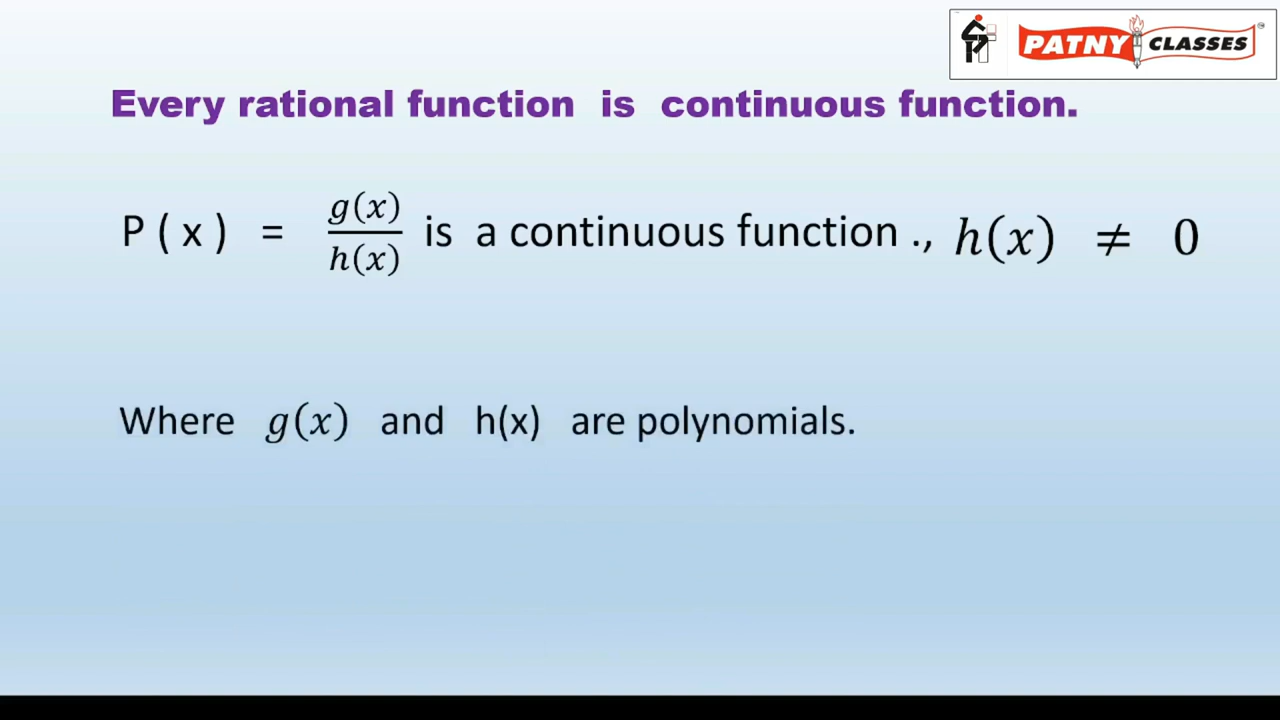 PATNY CLASSES
Every rational function is continuous function.
P ( x ) = g(x)/h(x) is a continuous function ., h(x) ≠ 0
Where g(x) and h(x) are polynomials.